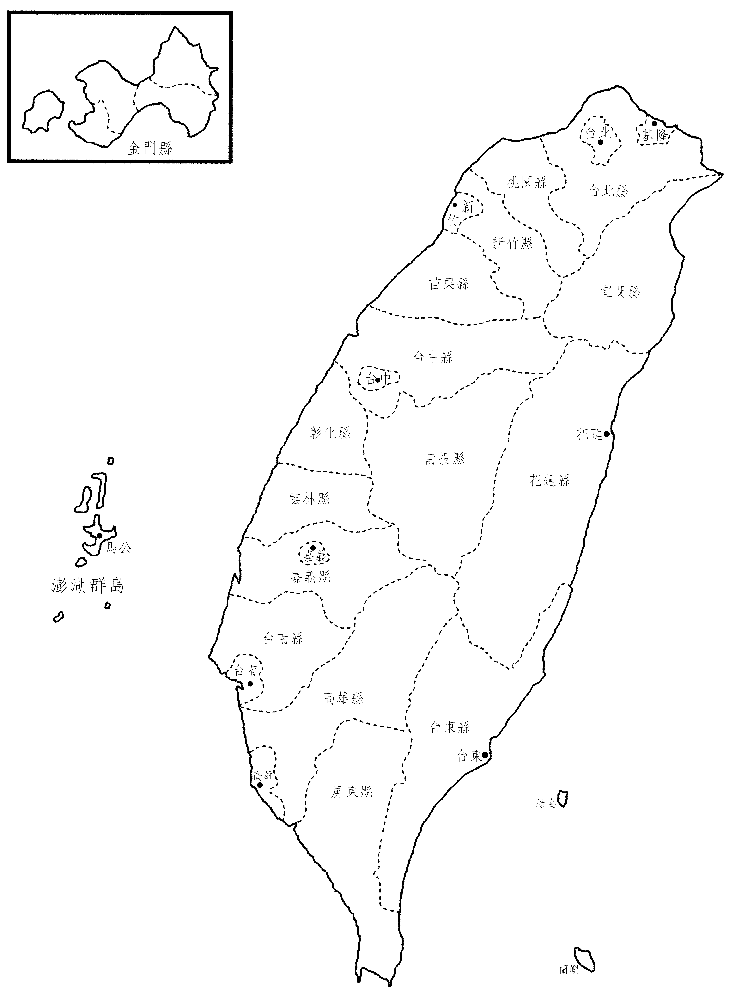 金門縣
台北
基隆
桃園縣
台北縣
新
竹
新竹縣
苗栗縣
宜蘭縣
台中縣
台中
彰化縣
花蓮
南投縣
花蓮縣
雲林縣
馬公
嘉義
嘉義縣
澎湖群島
台南縣
台南
高雄縣
台東縣
台東
高雄
屏東縣
綠島
蘭嶼